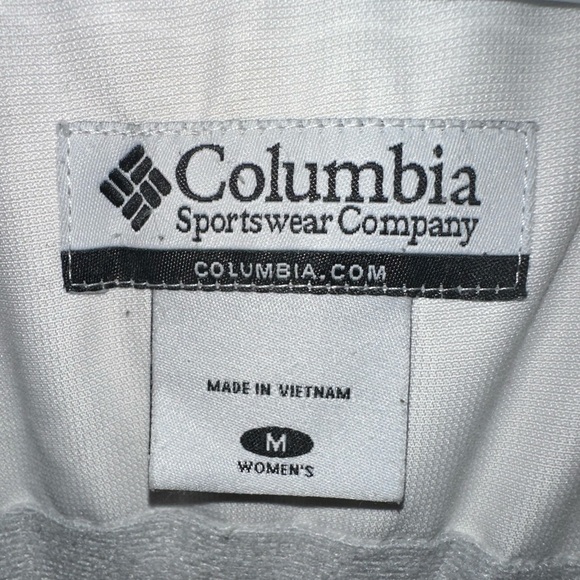 Columbia
Sportswear Company
COLUMBIA.COM
MADE IN VIETNAM
M
WOMEN'S